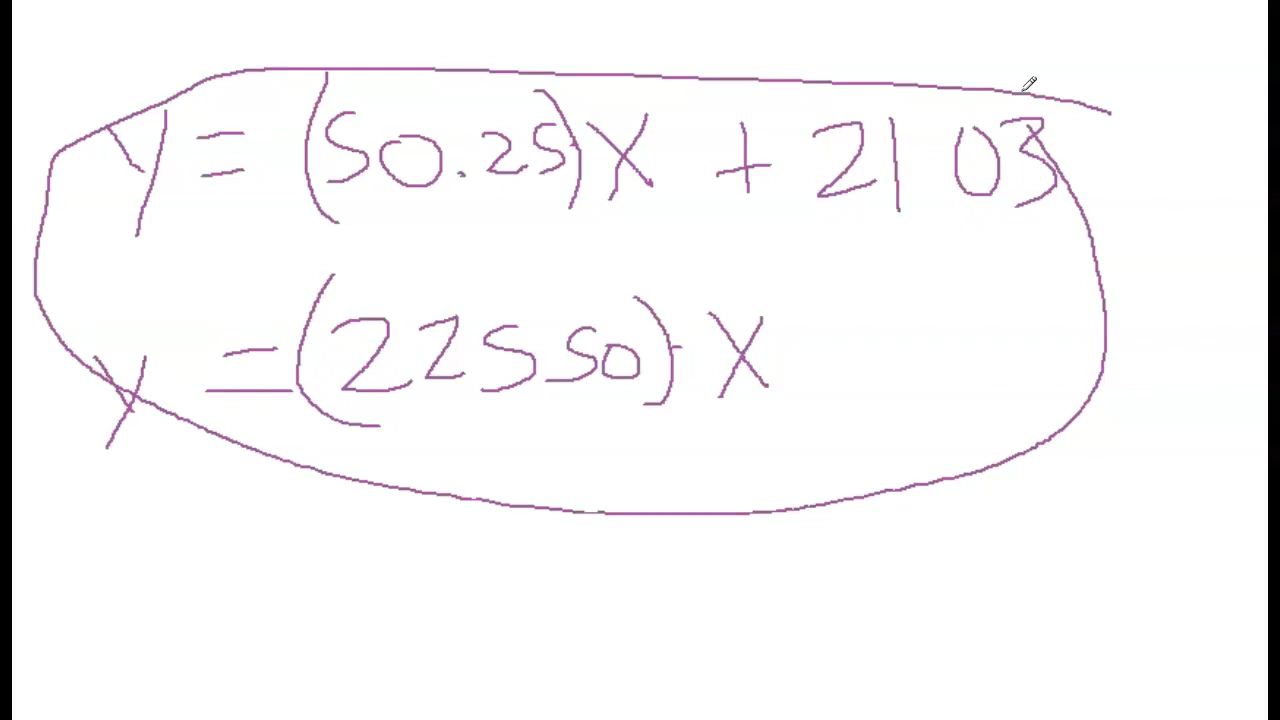 Y = (50.25)X + 2103
Y = (22550)X